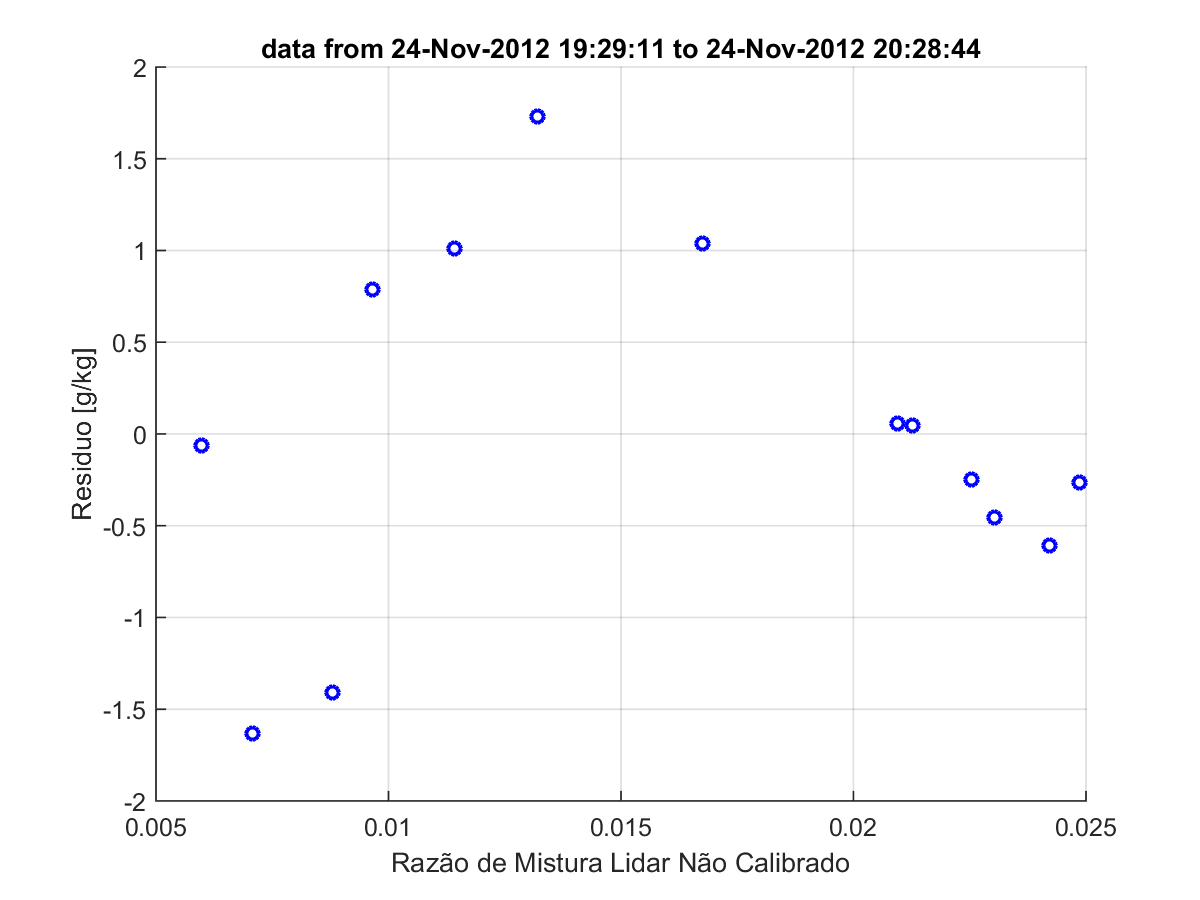 data from 24-Nov-2012 19:29:11 to 24-Nov-2012 20:28:44
2
1.5
1
0.5
0
-0.5
-1
-1.5
-2
Residuo [g/kg]
0.005 0.01 0.015 0.02 0.025
Razão de Mistura Lidar Não Calibrado